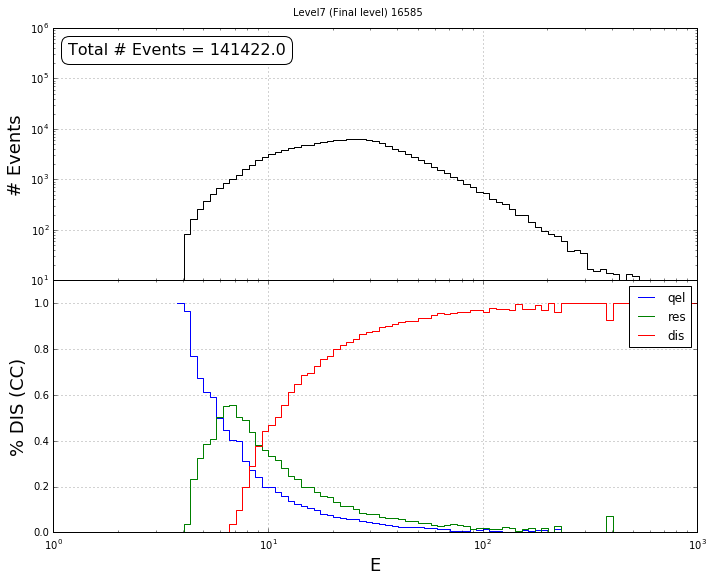 Level7 (Final level) 16585
10^6
Total # Events = 141422.0
10^5
10^4
# Events
10^3
10^2
10^1
qel
res
dis
1.0
0.8
0.6
% DIS (CC)
0.4
0.2
0.0
10^0 10^1 10^2 10^3
E